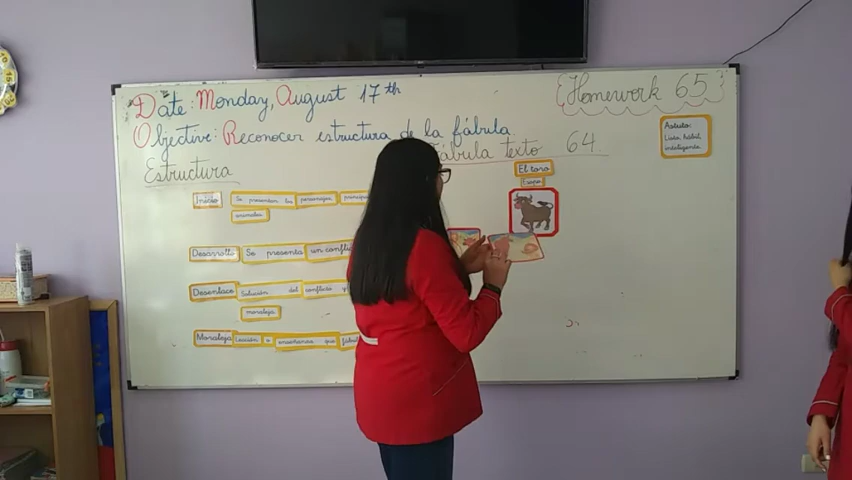 Date: Monday, August 17th
Homework 65
Objective: Reconocer estructura de la fábula.
Fábula texto 64
Astuto:
Lista, hábil,
inteligente.
Estructura
El toro
Esopo
Inicio Se presentan los personajes
animales
Desarrollo Se presenta un
Desenlace Solución del conflicto y
moraleja
Moraleja Lección o enseñanza que